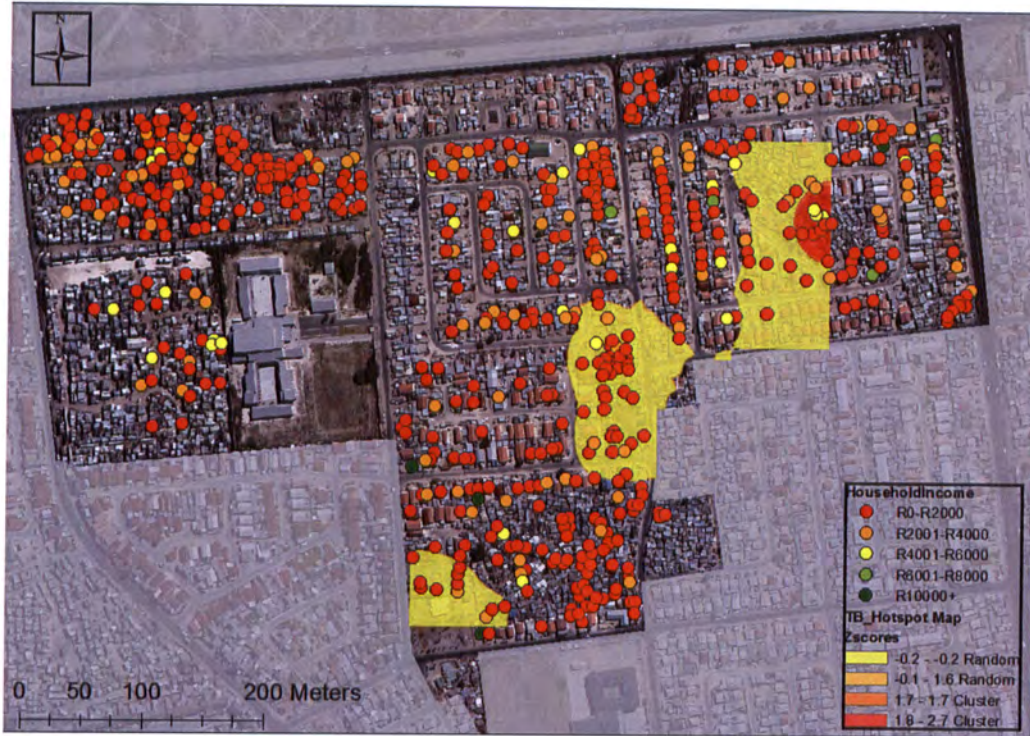 N
HouseholdIncome
R0-R2000
R2001-R4000
R4001-R6000
R6001-R8000
R10000+
TB_Hotspot Map
Zscores
-0.2 - -0.2 Random
-0.1 - 1.6 Random
1.7 - 1.7 Cluster
1.8 - 2.7 Cluster
0 50 100 200 Meters